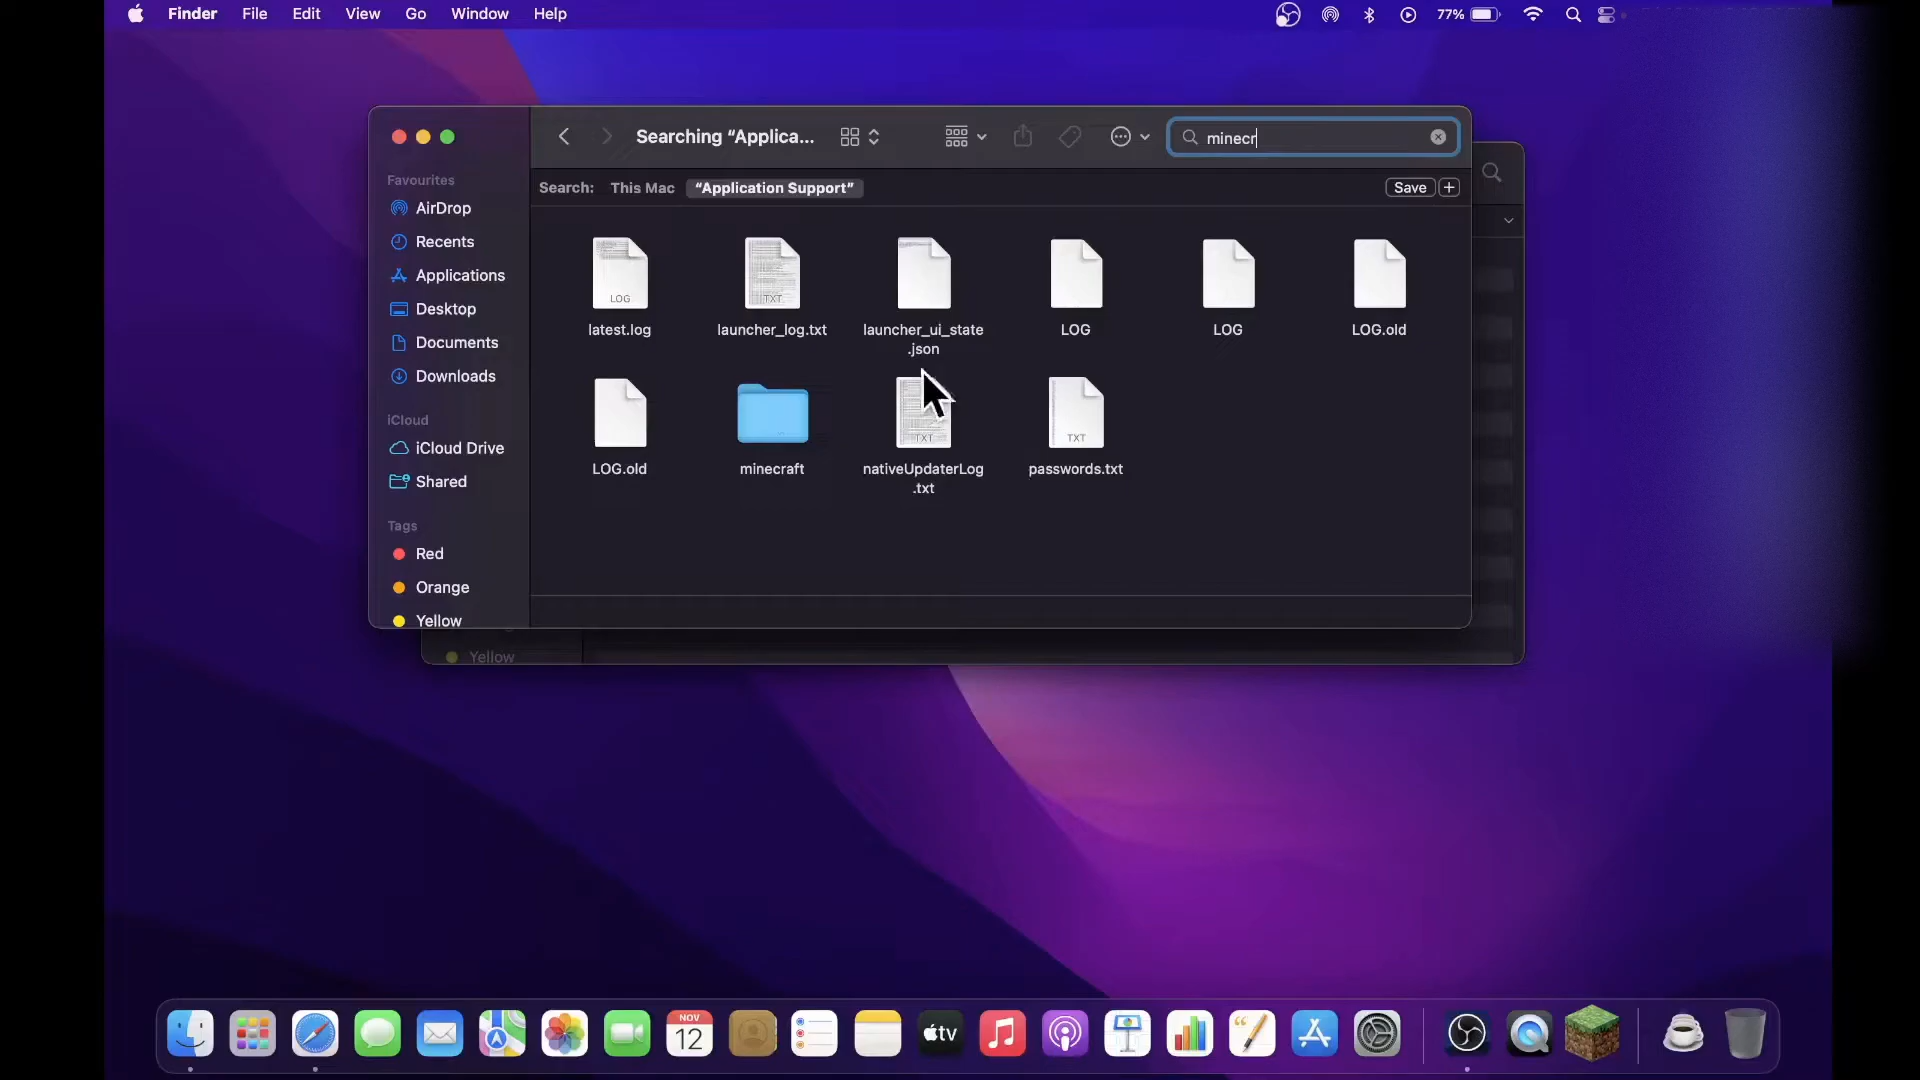 Finder File Edit View Go Window Help 77%
Searching “Applica... minecr
Search: This Mac “Application Support” Save +
Favourites
AirDrop
Recents
Applications
Desktop
Documents
Downloads
iCloud
iCloud Drive
Shared
Tags
Red
Orange
Yellow
LOG
latest.log
TXT
launcher_log.txt
launcher_ui_state
.json
LOG
LOG
LOG.old
LOG.old
minecraft
TXT
nativeUpdaterLog
.txt
TXT
passwords.txt
Yellow
NOV
12
tv